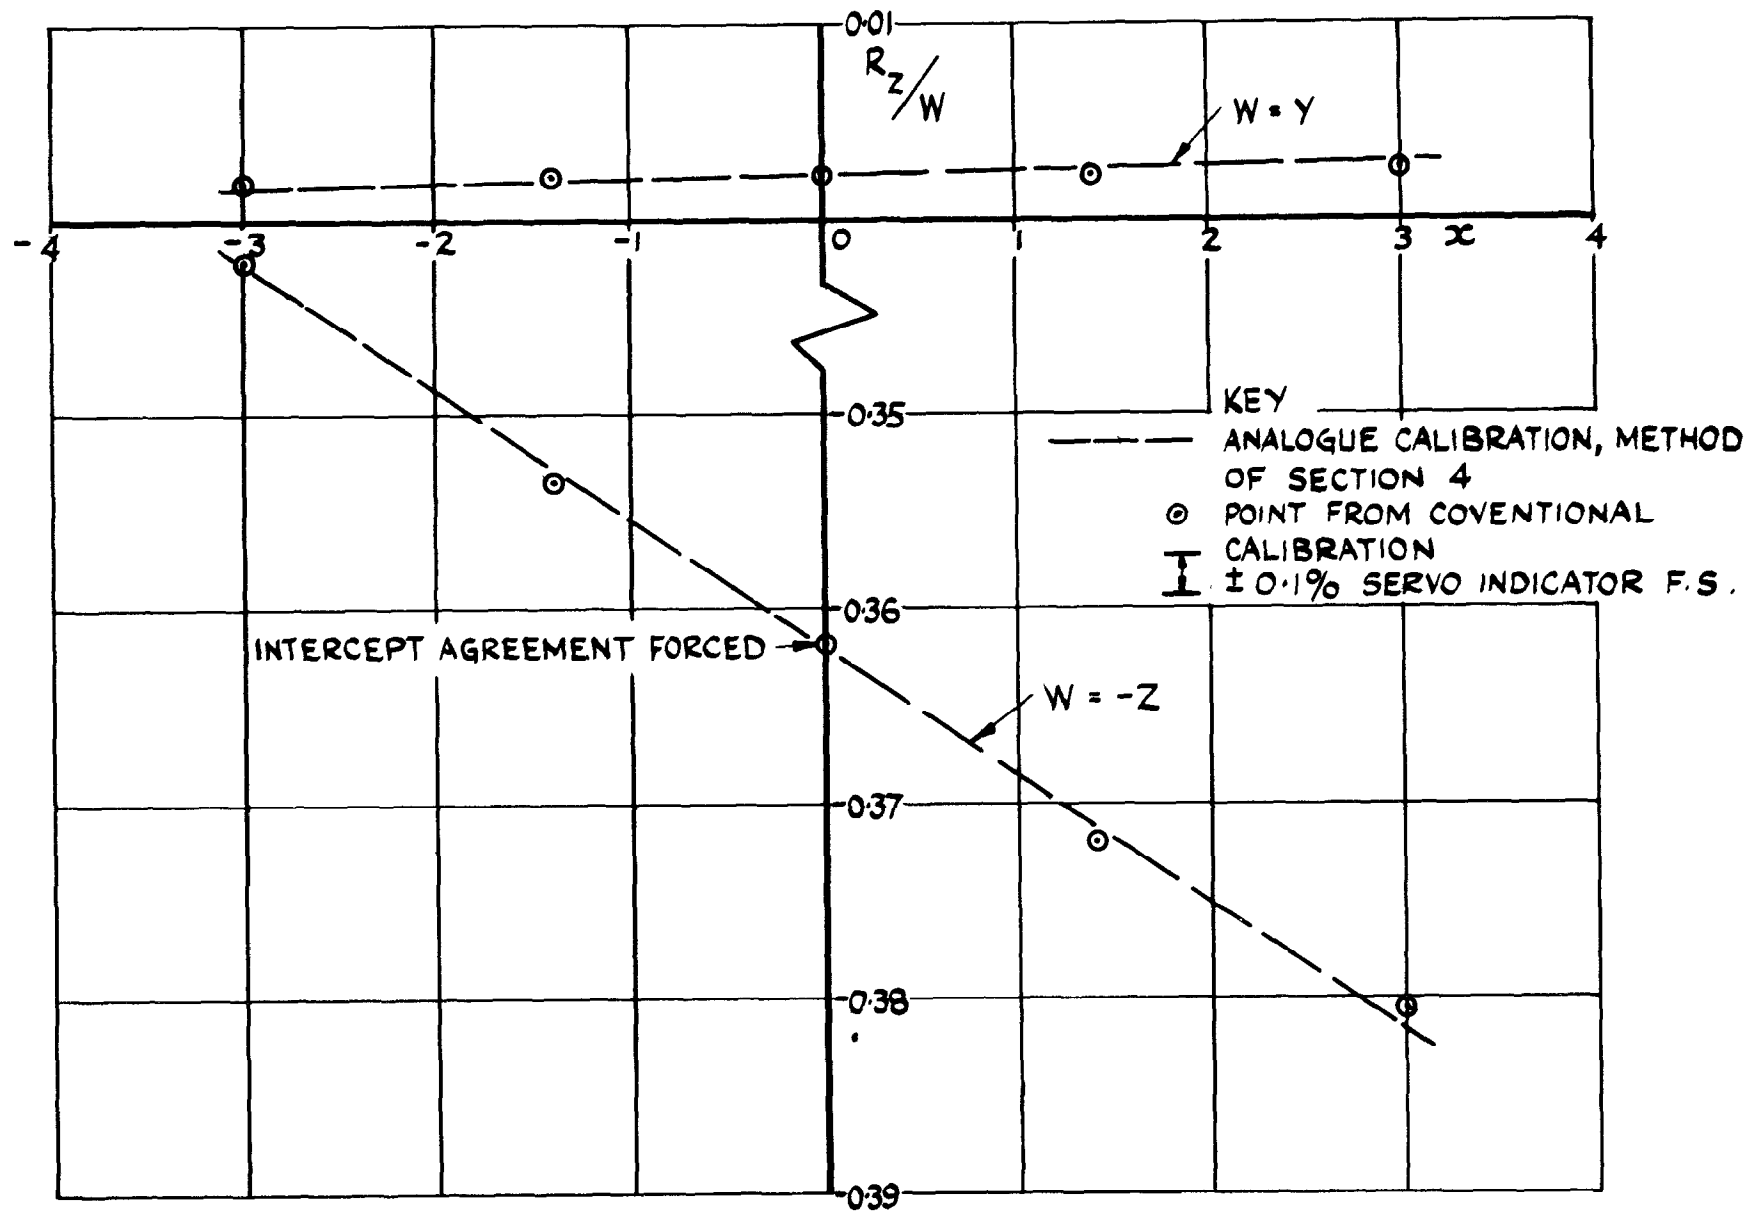 0·01
R_Z/W
W = Y
-4 -3 -2 -1 0 1 2 3 x 4
0·35
KEY
ANALOGUE CALIBRATION, METHOD
OF SECTION 4
POINT FROM COVENTIONAL
CALIBRATION
± 0·1% SERVO INDICATOR F.S.
0·36
INTERCEPT AGREEMENT FORCED
W = -Z
0·37
0·38
0·39